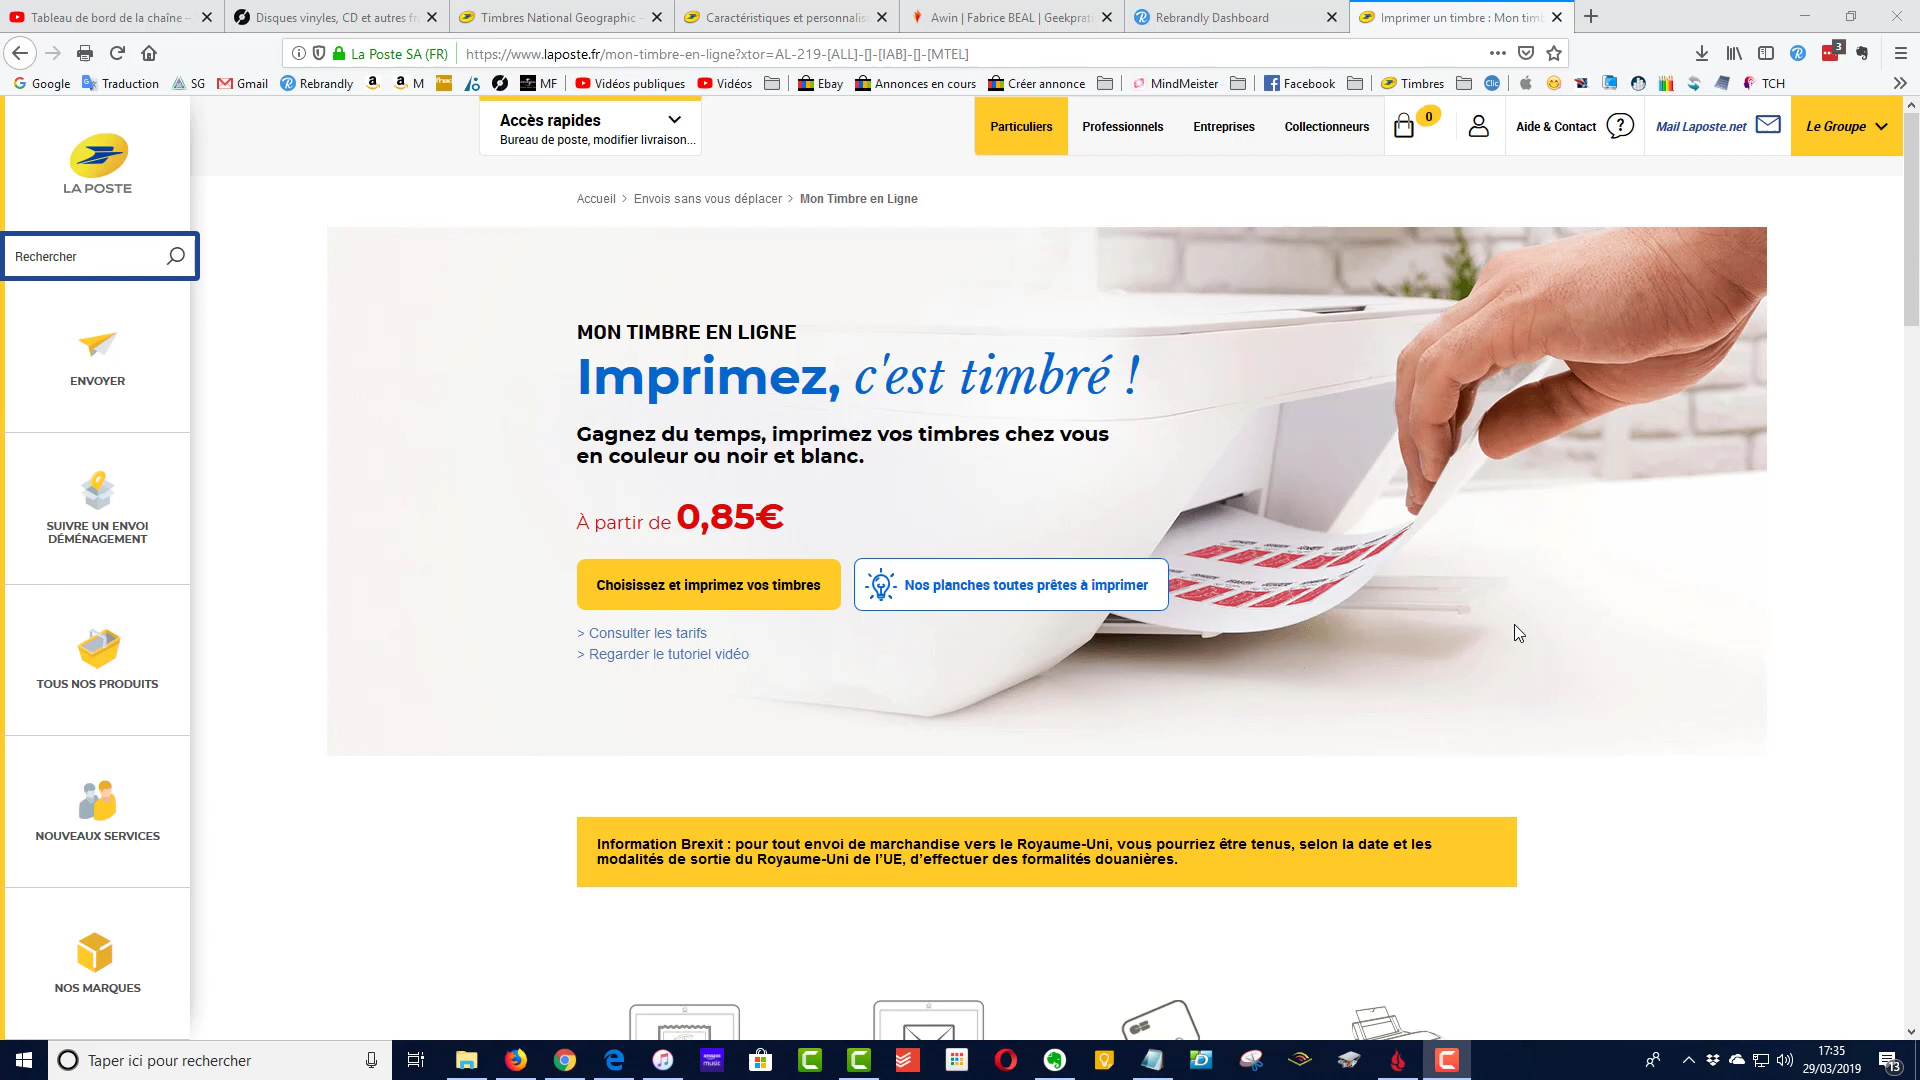 Tableau de bord de la chaîne –
Disques vinyles, CD et autres fr
Timbres National Geographic –
Caractéristiques et personnalis
Awin | Fabrice BEAL | Geekprati
Rebrandly Dashboard
Imprimer un timbre : Mon timb
La Poste SA (FR)
https://www.laposte.fr/mon-timbre-en-ligne?xtor=AL-219-[ALL]-[]-[IAB]-[]-[MTEL]
3
Google
Traduction
SG
Gmail
Rebrandly
M
MF
Vidéos publiques
Vidéos
Ebay
Annonces en cours
Créer annonce
MindMeister
Facebook
Timbres
Clic
TCH
LA POSTE
Rechercher
ENVOYER
SUIVRE UN ENVOI
DÉMÉNAGEMENT
TOUS NOS PRODUITS
NOUVEAUX SERVICES
NOS MARQUES
Accès rapides
Bureau de poste, modifier livraison...
Particuliers
Professionnels
Entreprises
Collectionneurs
0
Aide & Contact
?
Mail Laposte.net
Le Groupe
Accueil > Envois sans vous déplacer > Mon Timbre en Ligne
MON TIMBRE EN LIGNE
Imprimez, c'est timbré !
Gagnez du temps, imprimez vos timbres chez vous
en couleur ou noir et blanc.
À partir de 0,85€
Choisissez et imprimez vos timbres
Nos planches toutes prêtes à imprimer
> Consulter les tarifs
> Regarder le tutoriel vidéo
Information Brexit : pour tout envoi de marchandise vers le Royaume-Uni, vous pourriez être tenus, selon la date et les
modalités de sortie du Royaume-Uni de l'UE, d'effectuer des formalités douanières.
Taper ici pour rechercher
17:35
29/03/2019
13